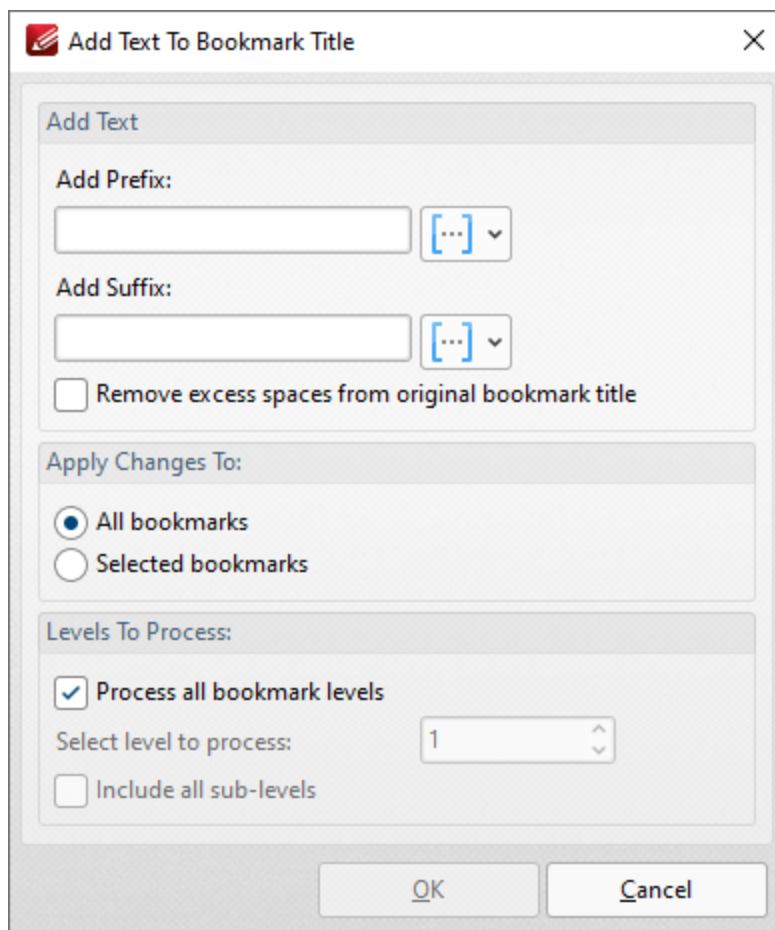 Add Text To Bookmark Title
Add Text
Add Prefix:
[...]
Add Suffix:
[...]
Remove excess spaces from original bookmark title
Apply Changes To:
All bookmarks
Selected bookmarks
Levels To Process:
Process all bookmark levels
Select level to process: 1
Include all sub-levels
OK Cancel